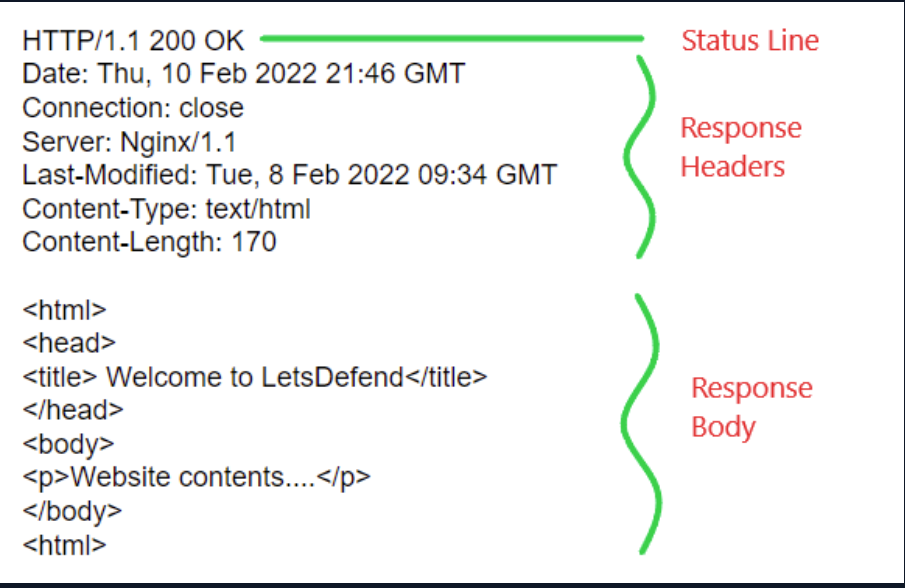 HTTP/1.1 200 OK
Status Line
Date: Thu, 10 Feb 2022 21:46 GMT
Connection: close
Server: Nginx/1.1
Last-Modified: Tue, 8 Feb 2022 09:34 GMT
Content-Type: text/html
Content-Length: 170
Response
Headers
<html>
<head>
<title> Welcome to LetsDefend</title>
</head>
<body>
<p>Website contents....</p>
</body>
<html>
Response
Body